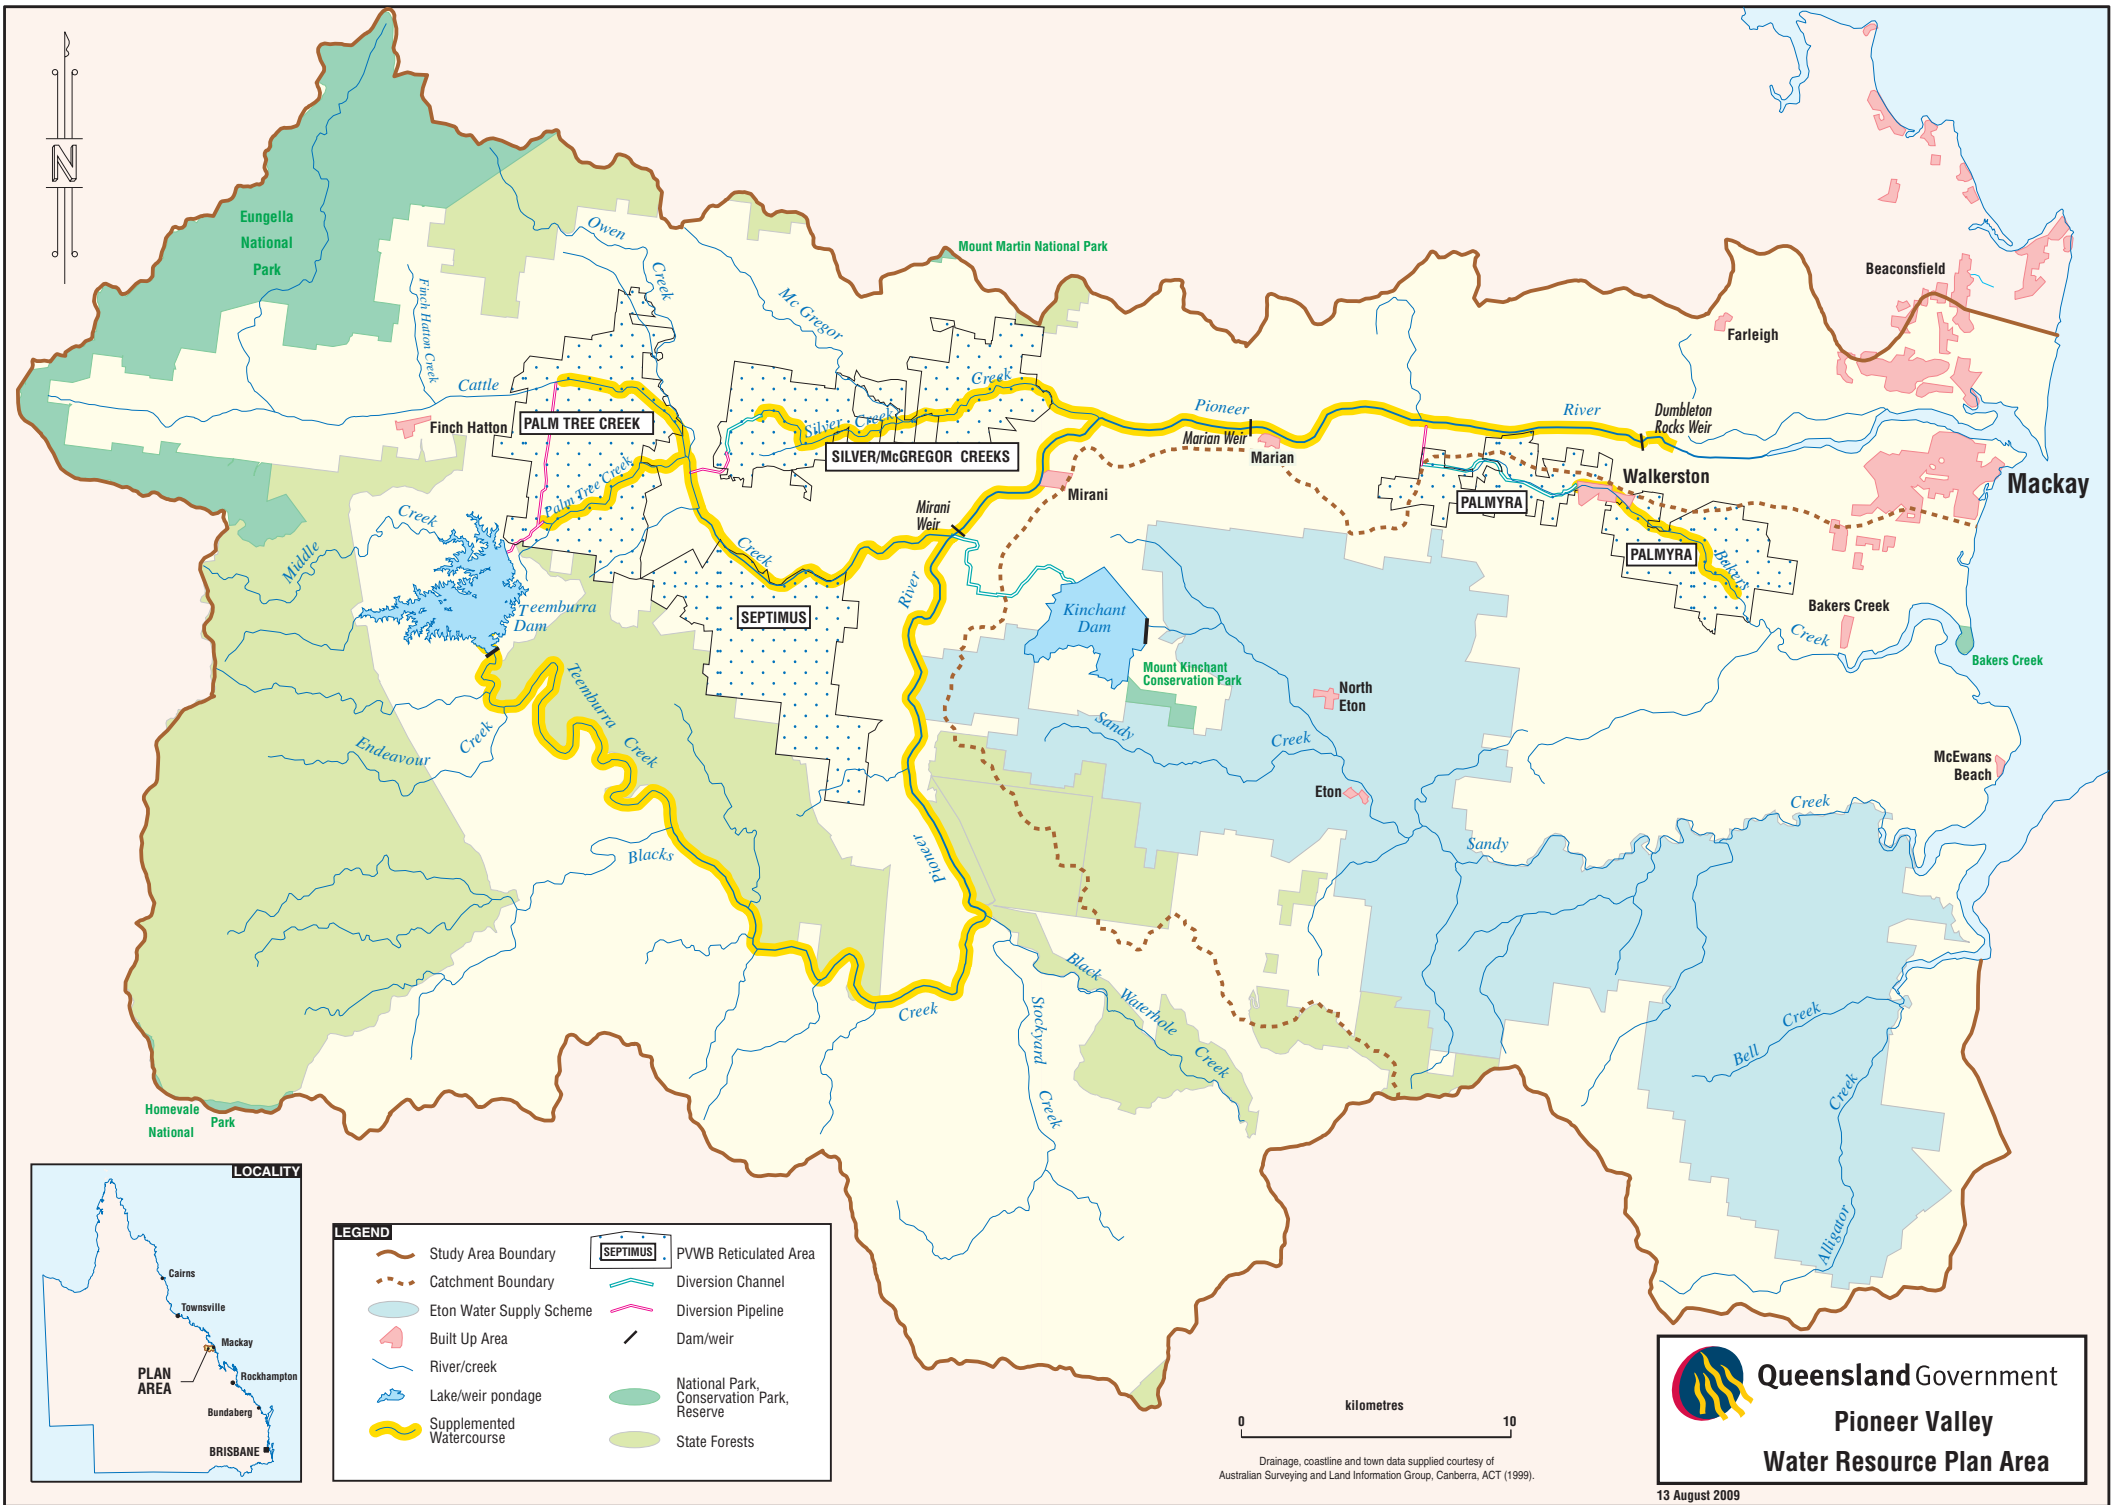 N
Eungella
National
Park
Finch Hatton Creek
Owen
Creek
Mc Gregor
Mount Martin National Park
Beaconsfield
Farleigh
Cattle
Finch Hatton
PALM TREE CREEK
Palm Tree Creek
Silver Creek
Creek
SILVER/McGREGOR CREEKS
Pioneer
River
Marian Weir
Marian
Dumbleton
Rocks Weir
Mackay
Walkerston
PALMYRA
PALMYRA
Bakers
Creek
Bakers Creek
Bakers Creek
Mirani
Mirani
Weir
Creek
Middle
Creek
Teemburra
Dam
SEPTIMUS
River
Kinchant
Dam
Mount Kinchant
Conservation Park
North
Eton
Sandy
Creek
Eton
McEwans
Beach
Teemburra
Creek
Endeavour
Creek
Blacks
Creek
Pioneer
Sandy
Creek
Black
Waterhole
Creek
Stockyard
Creek
Bell
Creek
Alligator
Creek
Homevale
National
Park
LOCALITY
Cairns
Townsville
Mackay
PLAN
AREA
Rockhampton
Bundaberg
BRISBANE
LEGEND
Study Area Boundary
Catchment Boundary
Eton Water Supply Scheme
Built Up Area
River/creek
Lake/weir pondage
Supplemented
Watercourse
SEPTIMUS
PVWB Reticulated Area
Diversion Channel
Diversion Pipeline
Dam/weir
National Park,
Conservation Park,
Reserve
State Forests
kilometres
0 10
Drainage, coastline and town data supplied courtesy of
Australian Surveying and Land Information Group, Canberra, ACT (1999).
Queensland Government
Pioneer Valley
Water Resource Plan Area
13 August 2009